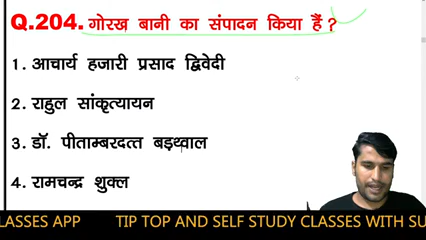 Q.204. गोरख बानी का संपादन किया हैं ?
1. आचार्य हजारी प्रसाद द्विवेदी
2. राहुल सांकृत्यायन
3. डॉ. पीताम्बरदत्त बड़थ्वाल
4. रामचन्द्र शुक्ल
LASSES APP TIP TOP AND SELF STUDY CLASSES WITH SU